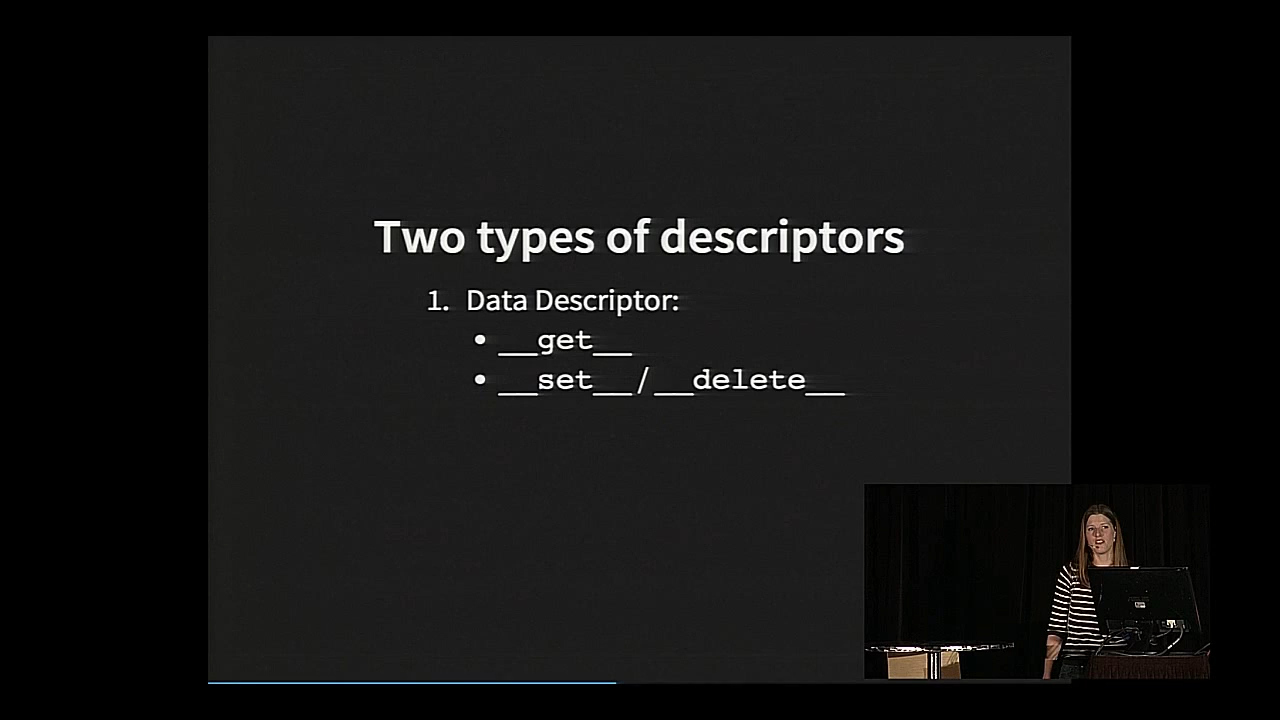 Two types of descriptors
1. Data Descriptor:
• __get__
• __set__/__delete__